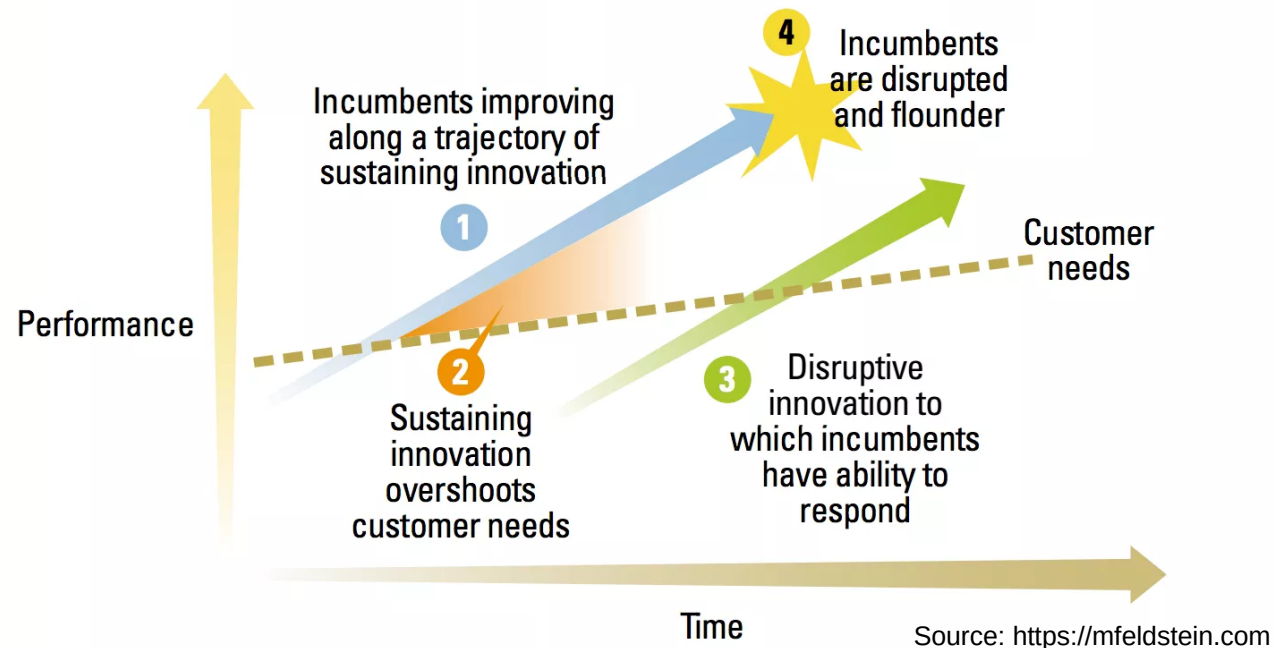 4
Incumbents
are disrupted
and flounder
Incumbents improving
along a trajectory of
sustaining innovation
1
Customer
needs
Performance
2
Sustaining
innovation
overshoots
customer needs
3
Disruptive
innovation to
which incumbents
have ability to
respond
Time
Source: https://mfeldstein.com